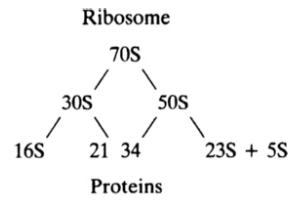 Ribosome
70S
30S 50S
16S 21 34 23S + 5S
Proteins